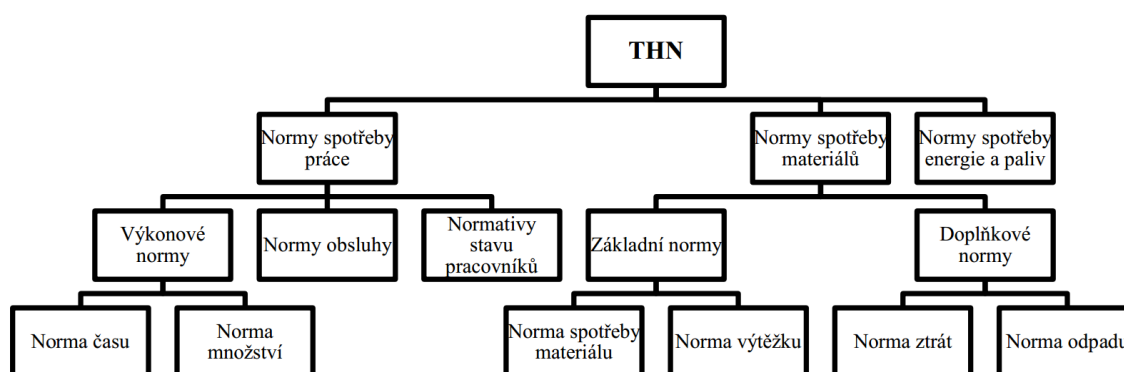 THN
Normy spotřeby
práce
Normy spotřeby
materiálů
Normy spotřeby
energie a paliv
Výkonové
normy
Normy obsluhy
Normativy
stavu
pracovníků
Základní normy
Doplňkové
normy
Norma času
Norma
množství
Norma spotřeby
materiálu
Norma výtěžku
Norma ztrát
Norma odpadu